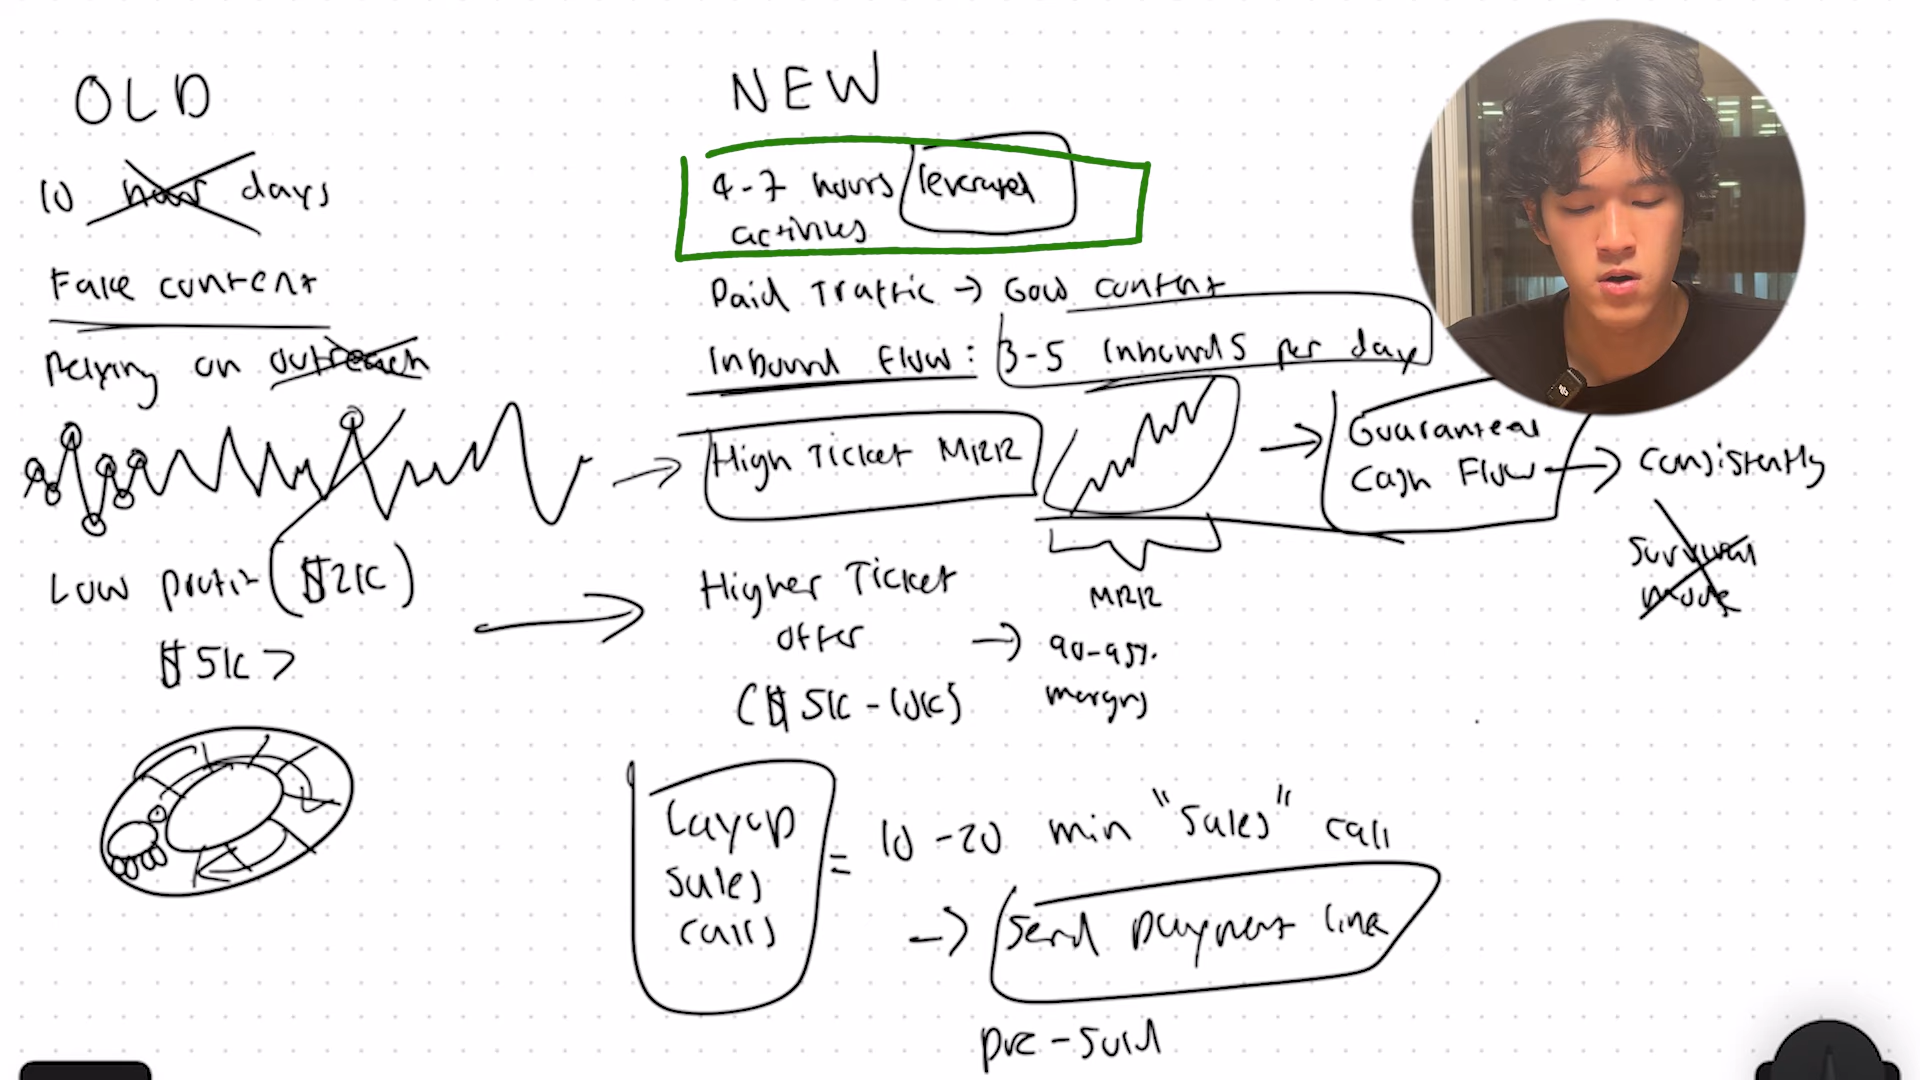 OLD
10 hours days
Fake content
Relying on outreach
Low profit ($2K)
$5K >
NEW
4-7 hours leveraged
activities
Paid Traffic → Good content
Inbound Flow: 3-5 inbounds per day
High Ticket MRR
→ Guaranteed
Cash Flow → Consistently
Survival
mode
Higher Ticket
offer
($5K - 10K)
MRR
→ 90-95%
margins
Layup
sales
calls
= 10-20 min "Sales" call
→ Send payment link
pre-sold